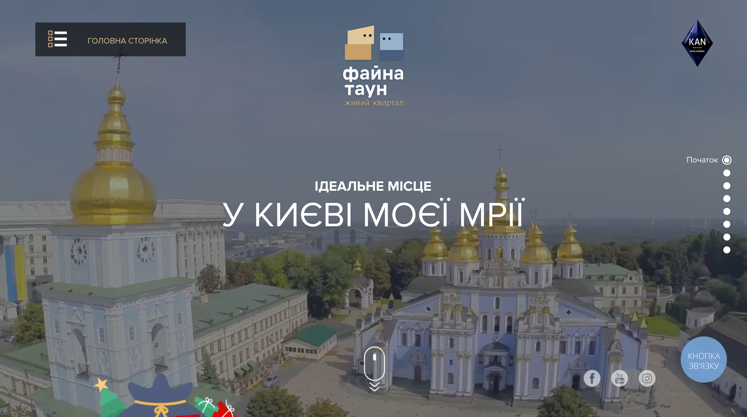 ГОЛОВНА СТОРІНКА
файна
таун
живий квартал
KAN
Початок
ІДЕАЛЬНЕ МІСЦЕ
У КИЄВІ МОЄЇ МРІЇ
КНОПКА
ЗВ'ЯЗКУ